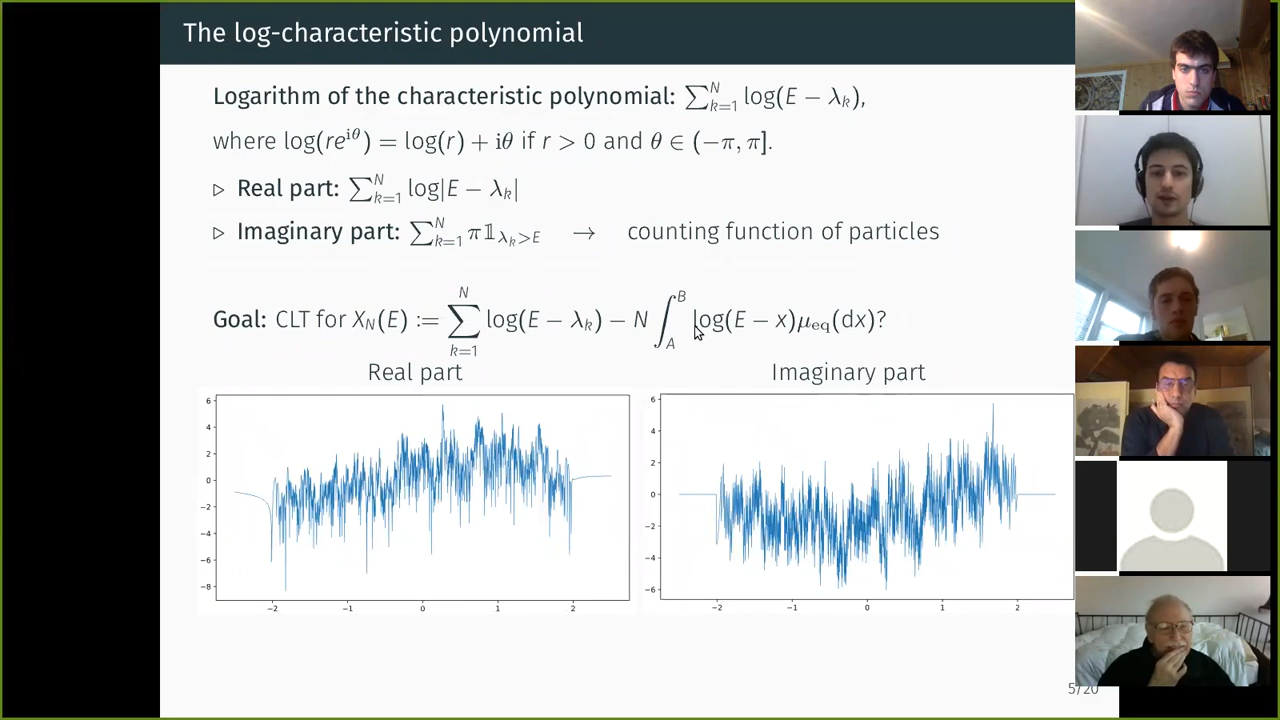 The log-characteristic polynomial
Logarithm of the characteristic polynomial: ∑_{k=1}^{N} log(E − λ_k),
where log(re^{iθ}) = log(r) + iθ if r > 0 and θ ∈ (−π, π].
▷ Real part: ∑_{k=1}^{N} log|E − λ_k|
▷ Imaginary part: ∑_{k=1}^{N} π𝟙_{λ_k>E} → counting function of particles
Goal: CLT for X_N(E) := ∑_{k=1}^{N} log(E − λ_k) − N ∫_A^B log(E − x)μ_eq(dx)?
Real part
Imaginary part
6
4
2
0
−2
−4
−6
−8
−2 −1 0 1 2
6
4
2
0
−2
−4
−6
−2 −1 0 1 2
5/20